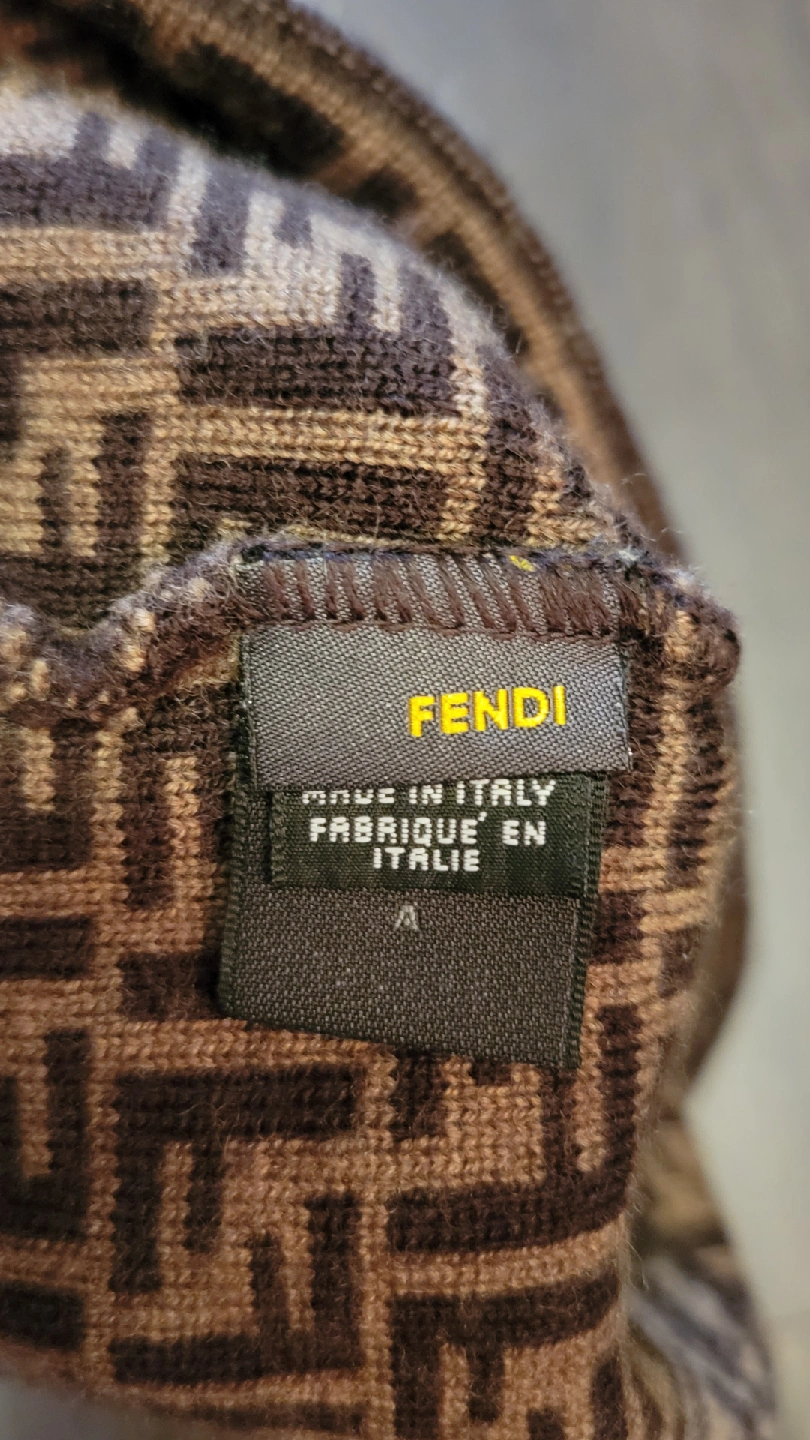 FENDI
MADE IN ITALY
FABRIQUE´ EN
ITALIE
A